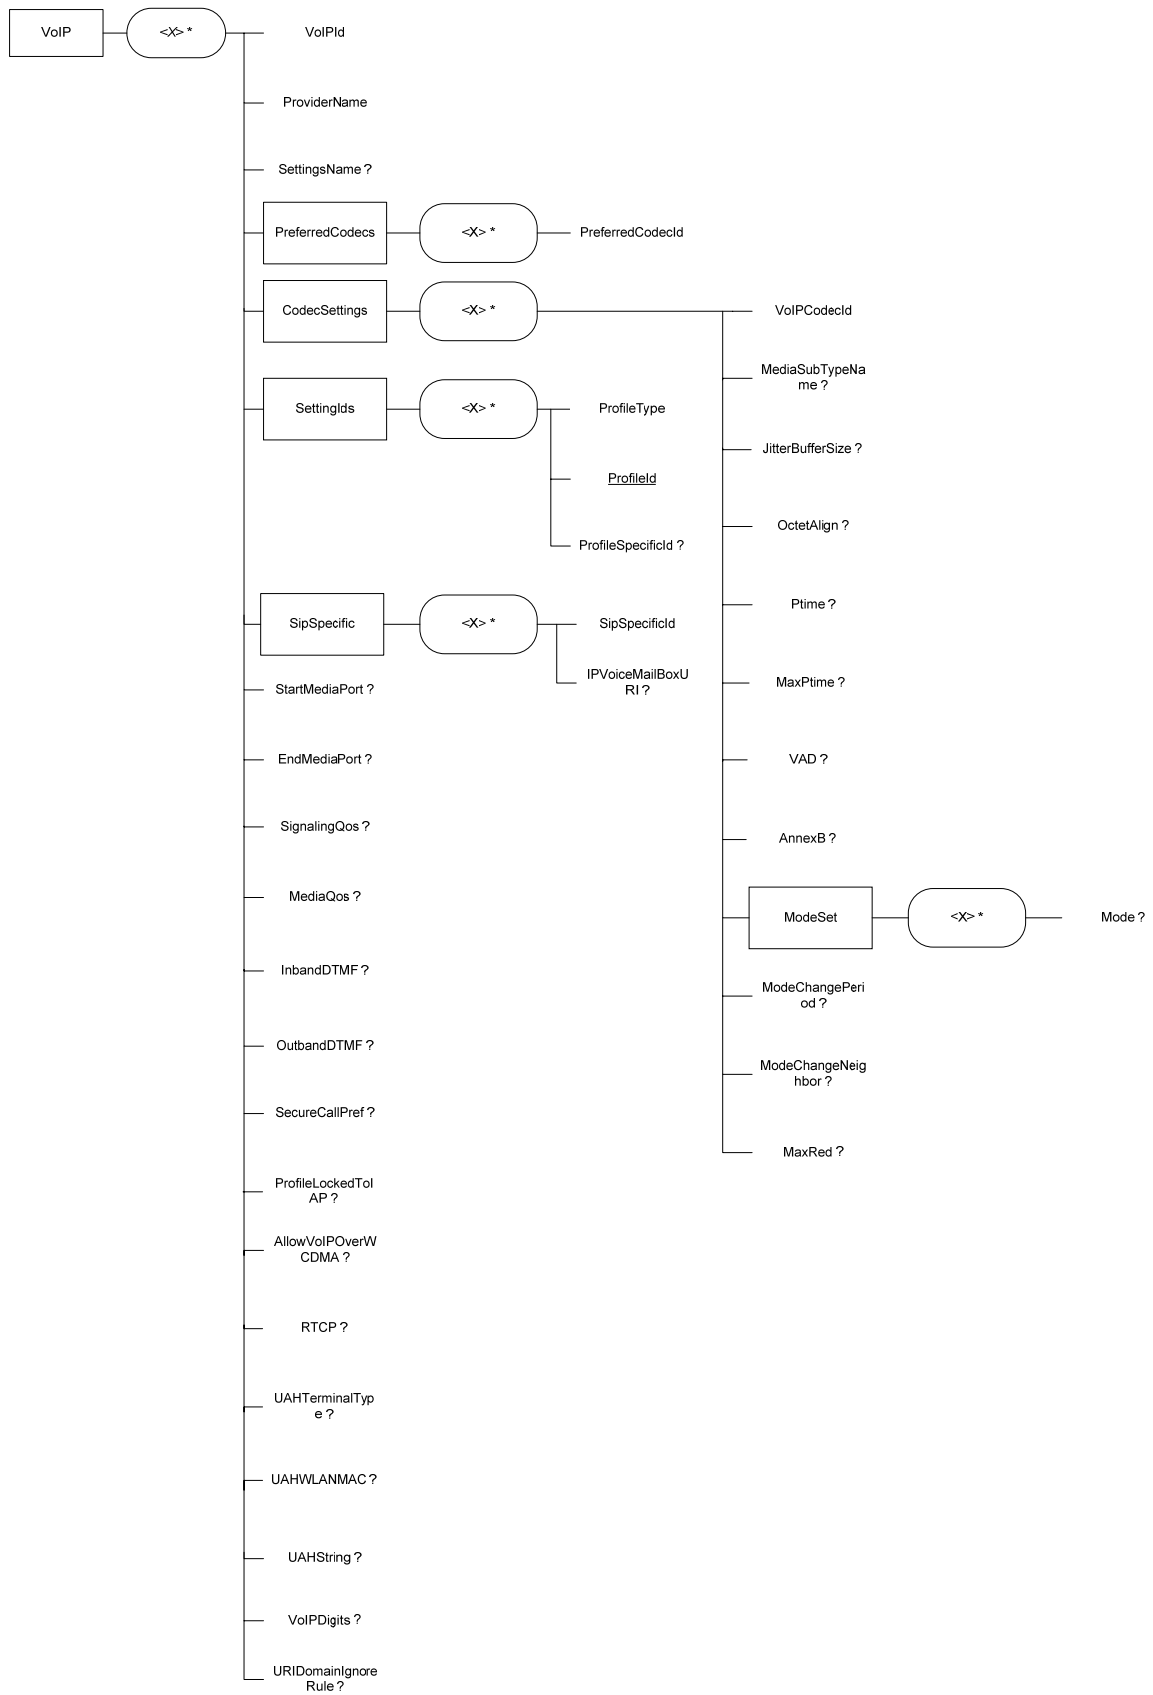 VoIP
<X> *
VoIPId
ProviderName
SettingsName ?
PreferredCodecs
<X> *
PreferredCodecId
CodecSettings
<X> *
VoIPCodecId
MediaSubTypeNa
me ?
JitterBufferSize ?
OctetAlign ?
Ptime ?
MaxPtime ?
VAD ?
AnnexB ?
ModeSet
<X> *
Mode ?
ModeChangePeri
od ?
ModeChangeNeig
hbor ?
MaxRed ?
SettingIds
<X> *
ProfileType
ProfileId
ProfileSpecificId ?
SipSpecific
<X> *
SipSpecificId
IPVoiceMailBoxU
RI ?
StartMediaPort ?
EndMediaPort ?
SignalingQos ?
MediaQos ?
InbandDTMF ?
OutbandDTMF ?
SecureCallPref ?
ProfileLockedToI
AP ?
AllowVoIPOverW
CDMA ?
RTCP ?
UAHTerminalTyp
e ?
UAHWLANMAC ?
UAHString ?
VoIPDigits ?
URIDomainIgnore
Rule ?